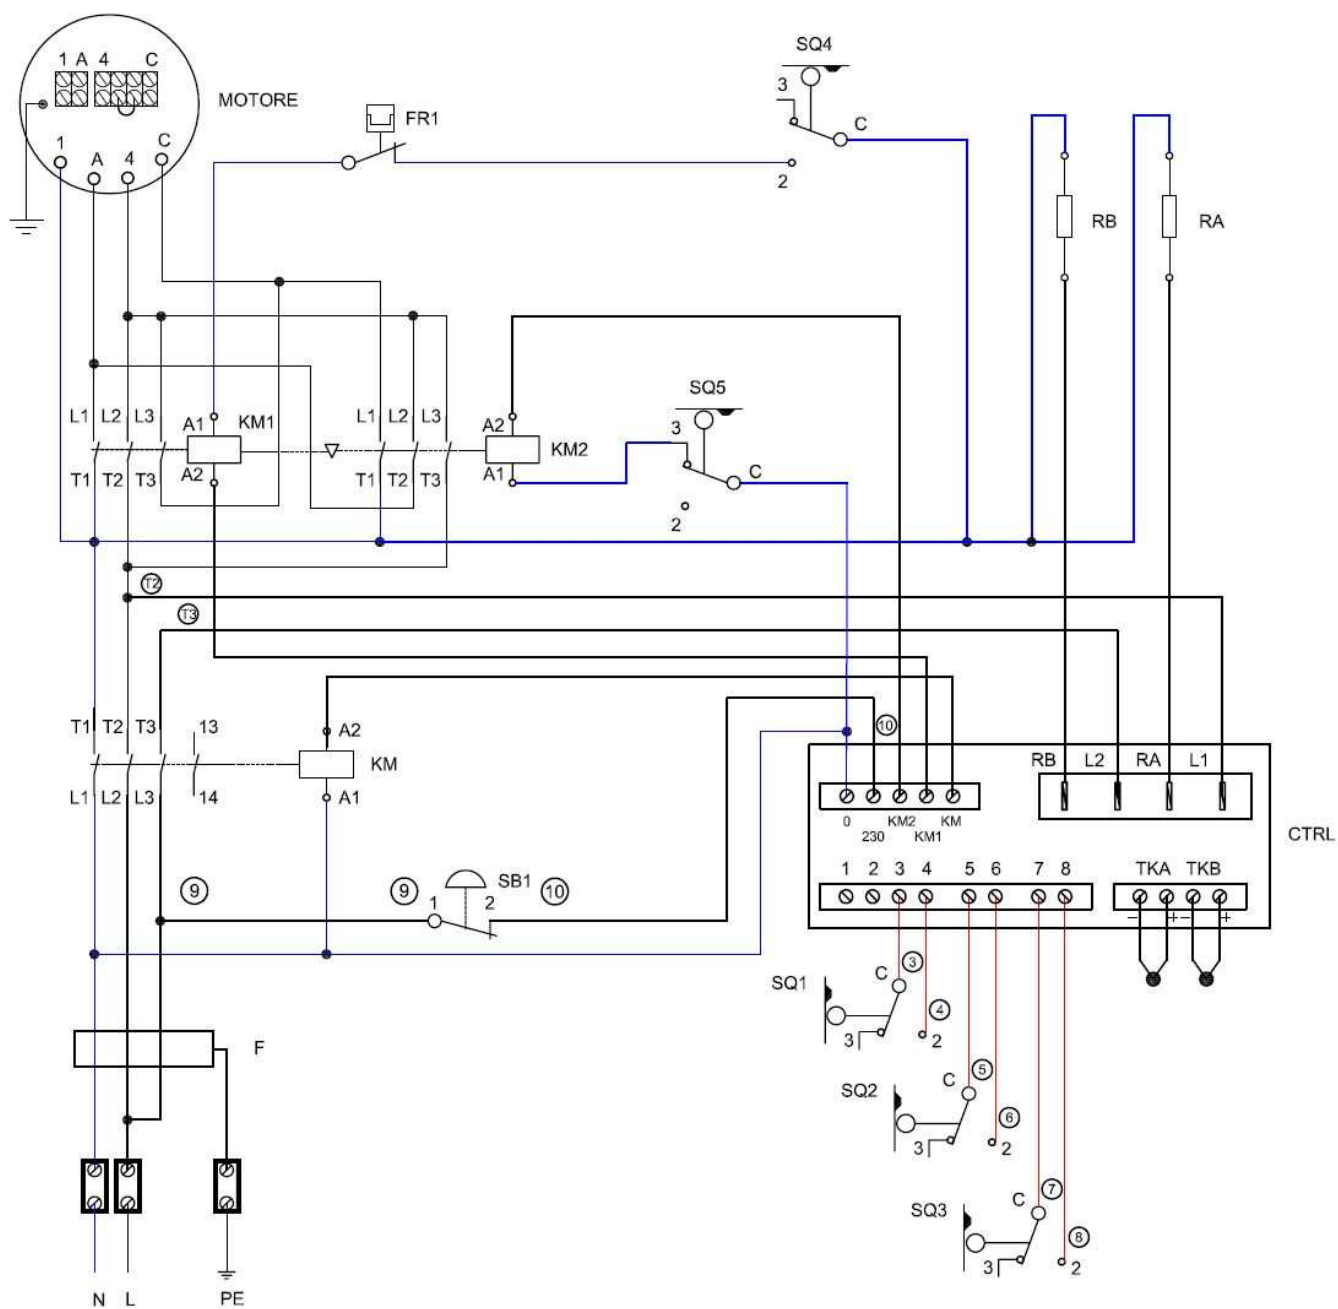 SQ4
1 A 4 C
MOTORE
FR1
3
C
2
1 A 4 C
RB
RA
SQ5
3
C
2
L1 L2 L3
A1
KM1
A2
T1 T2 T3
L1 L2 L3
A2
KM2
A1
T1 T2 T3
T2
T3
T1 T2 T3 13
A2
KM
A1
L1 L2 L3 14
10
RB L2 RA L1
0 230 KM2 KM1 KM
CTRL
1 2 3 4 5 6 7 8
TKA TKB
- + - +
9
9
1
SB1
2
10
SQ1
C
3
4
3
2
SQ2
C
5
6
3
2
SQ3
C
7
8
3
2
F
N L PE